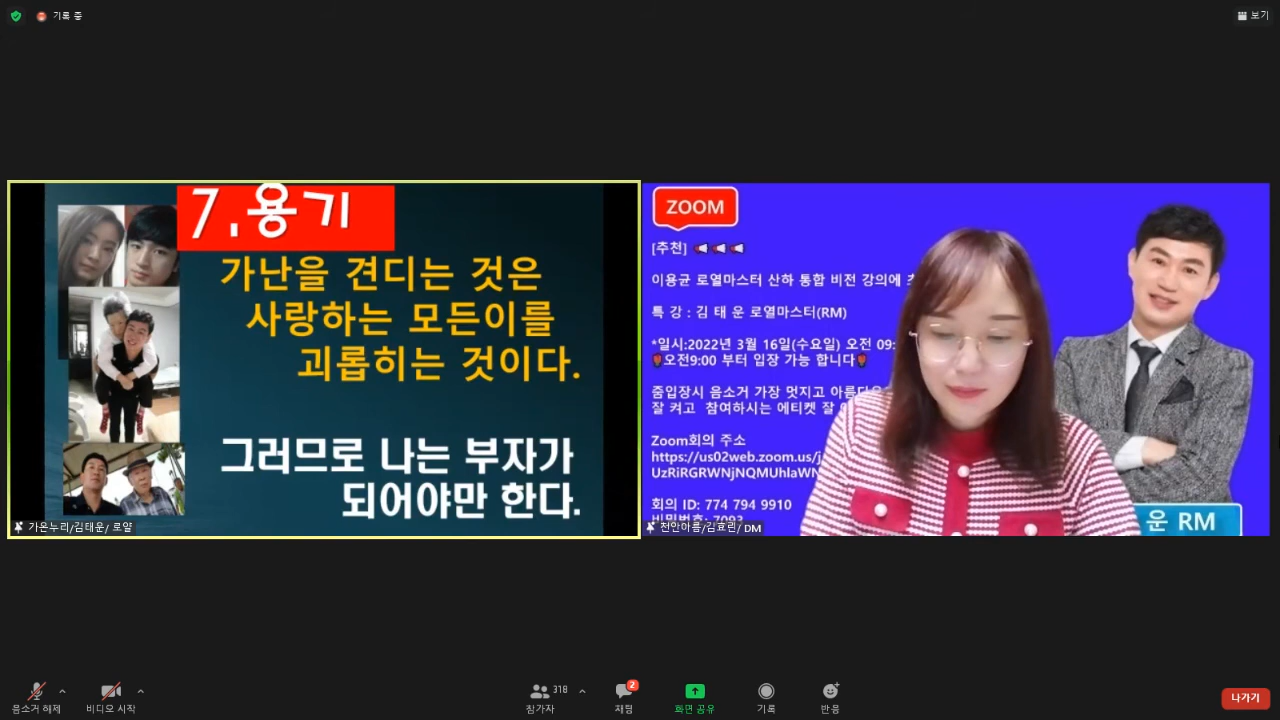 기록 중
보기
7.용기
가난을 견디는 것은
사랑하는 모든이를
괴롭히는 것이다.
그러므로 나는 부자가
되어야만 한다.
가온누리/김태운/ 로얄
ZOOM
[추천]
이용균 로열마스터 산하 통합 비전 강의에
특 강 : 김 태 운 로열마스터(RM)
*일시:2022년 3월 16일(수요일) 오전 09:
오전9:00 부터 입장 가능 합니다
줌입장시 음소거 가장 멋지고
잘 켜고 참여하시는 에티켓 잘
Zoom회의 주소
https://us02web.zoom.us/j
UzRiRGRWNjNQMUhlaWN
회의 ID: 774 794 9910
천안아름/김효린/ DM
운 RM
음소거 해제
비디오 시작
318
참가자
2
채팅
화면 공유
기록
반응
나가기